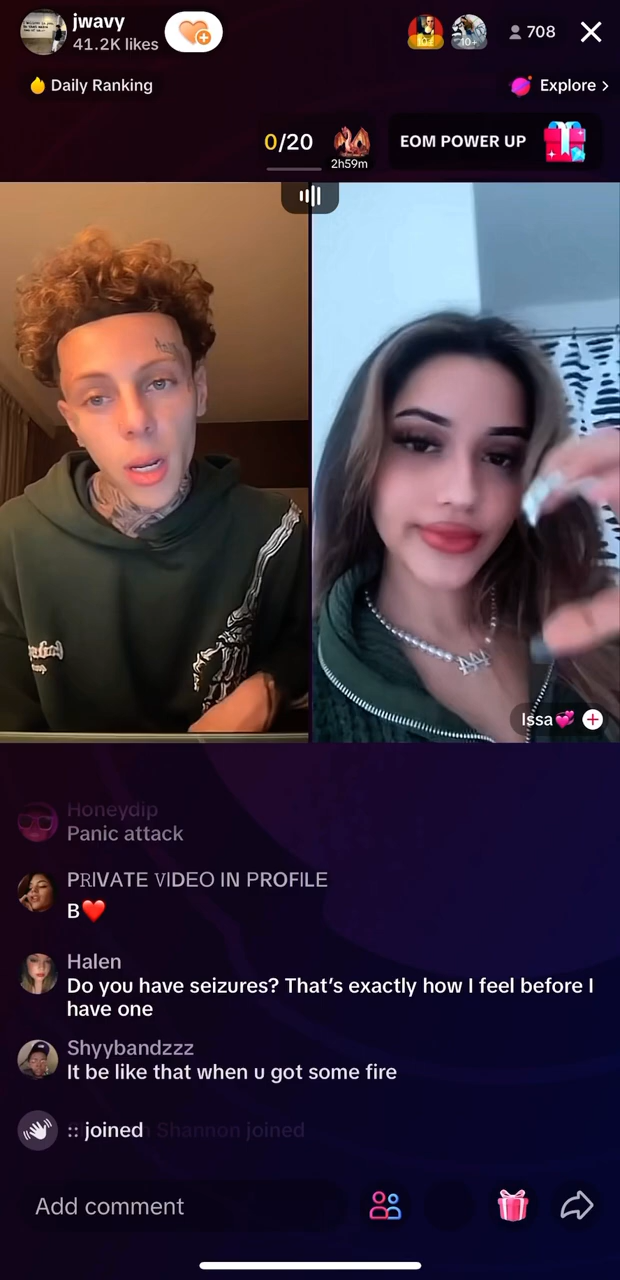 jwavy
41.2K likes
10+
10+
708
Daily Ranking
Explore >
0/20
2h59m
EOM POWER UP
Issa💞
Honeydip
Panic attack
PRIVATE VIDEO IN PROFILE
B❤️
Halen
Do you have seizures? That's exactly how I feel before I
have one
Shyybandzzz
It be like that when u got some fire
:: joined
Shannon joined
Add comment